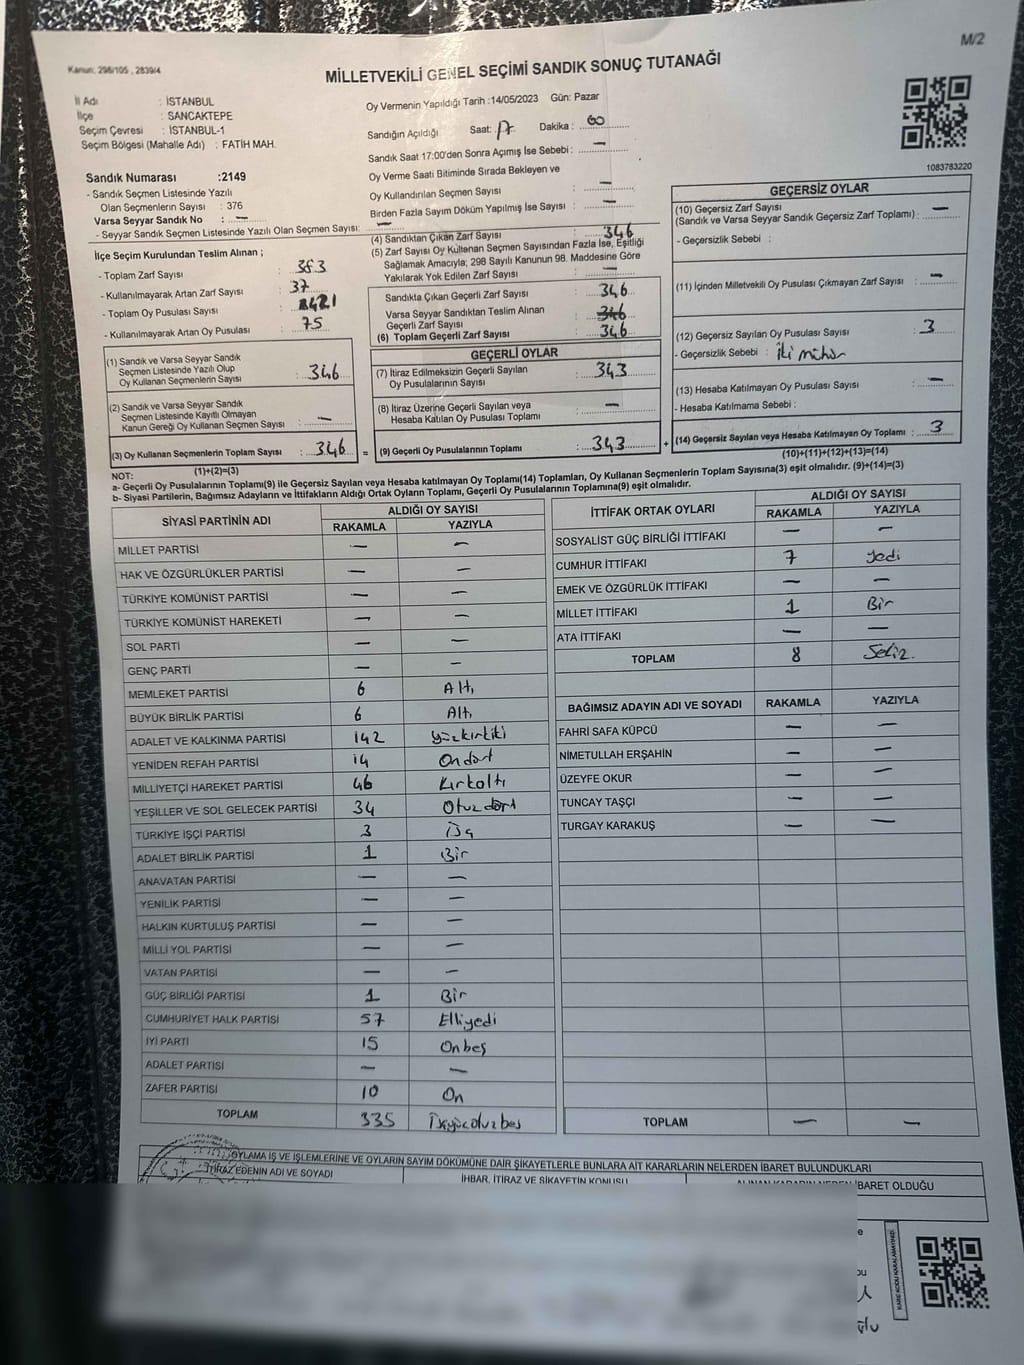 M/2
Kanun: 298/105 , 2839/4
MİLLETVEKİLİ GENEL SEÇİMİ SANDIK SONUÇ TUTANAĞI
İl Adı : İSTANBUL
İlçe : SANCAKTEPE
Seçim Çevresi : İSTANBUL-1
Seçim Bölgesi (Mahalle Adı) : FATİH MAH.
Oy Vermenin Yapıldığı Tarih :14/05/2023 Gün: Pazar
Sandığın Açıldığı Saat: 17 Dakika : 00
Sandık Saat 17:00'den Sonra Açımış İse Sebebi : —
Oy Verme Saati Bitiminde Sırada Bekleyen ve
Oy Kullandırılan Seçmen Sayısı : —
Birden Fazla Sayım Döküm Yapılmış İse Sayısı : —
1083783220
Sandık Numarası :2149
- Sandık Seçmen Listesinde Yazılı
Olan Seçmenlerin Sayısı : 376
Varsa Seyyar Sandık No : —
- Seyyar Sandık Seçmen Listesinde Yazılı Olan Seçmen Sayısı: —
İlçe Seçim Kurulundan Teslim Alınan ;
- Toplam Zarf Sayısı : 383
- Kullanılmayarak Artan Zarf Sayısı : 37
- Toplam Oy Pusulası Sayısı : 421
- Kullanılmayarak Artan Oy Pusulası : 75
(1) Sandık ve Varsa Seyyar Sandık
Seçmen Listesinde Yazılı Olup
Oy Kullanan Seçmenlerin Sayısı : 346
(2) Sandık ve Varsa Seyyar Sandık
Seçmen Listesinde Kayıtlı Olmayan
Kanun Gereği Oy Kullanan Seçmen Sayısı : —
(3) Oy Kullanan Seçmenlerin Toplam Sayısı : 346 =
(1)+(2)=(3)
(4) Sandıktan Çıkan Zarf Sayısı : 346
(5) Zarf Sayısı Oy Kullanan Seçmen Sayısından Fazla İse, Eşitliği
Sağlamak Amacıyla; 298 Sayılı Kanunun 98. Maddesine Göre
Yakılarak Yok Edilen Zarf Sayısı : —
Sandıkta Çıkan Geçerli Zarf Sayısı : 346
Varsa Seyyar Sandıktan Teslim Alınan
Geçerli Zarf Sayısı : 346
(6) Toplam Geçerli Zarf Sayısı : 346
GEÇERLİ OYLAR
(7) İtiraz Edilmeksizin Geçerli Sayılan
Oy Pusulalarının Sayısı : 343
(8) İtiraz Üzerine Geçerli Sayılan veya
Hesaba Katılan Oy Pusulası Toplamı : —
(9) Geçerli Oy Pusulalarının Toplamı : 343 +
GEÇERSİZ OYLAR
(10) Geçersiz Zarf Sayısı
(Sandık ve Varsa Seyyar Sandık Geçersiz Zarf Toplamı) : —
- Geçersizlik Sebebi :
(11) İçinden Milletvekili Oy Pusulası Çıkmayan Zarf Sayısı : —
(12) Geçersiz Sayılan Oy Pusulası Sayısı : 3
- Geçersizlik Sebebi : İki mühür
(13) Hesaba Katılmayan Oy Pusulası Sayısı : —
- Hesaba Katılmama Sebebi :
(14) Geçersiz Sayılan veya Hesaba Katılmayan Oy Toplamı : 3
(10)+(11)+(12)+(13)=(14)
NOT:
a- Geçerli Oy Pusulalarının Toplamı(9) ile Geçersiz Sayılan veya Hesaba katılmayan Oy Toplamı(14) Toplamları, Oy Kullanan Seçmenlerin Toplam Sayısına(3) eşit olmalıdır. (9)+(14)=(3)
b- Siyasi Partilerin, Bağımsız Adayların ve İttifakların Aldığı Ortak Oyların Toplamı, Geçerli Oy Pusulalarının Toplamına(9) eşit olmalıdır.
SİYASİ PARTİNİN ADI ALDIĞI OY SAYISI
RAKAMLA YAZIYLA
MİLLET PARTİSİ — —
HAK VE ÖZGÜRLÜKLER PARTİSİ — —
TÜRKİYE KOMÜNİST PARTİSİ — —
TÜRKİYE KOMÜNİST HAREKETİ — —
SOL PARTİ — —
GENÇ PARTİ — —
MEMLEKET PARTİSİ 6 Altı
BÜYÜK BİRLİK PARTİSİ 6 Altı
ADALET VE KALKINMA PARTİSİ 142 yüzkırkiki
YENİDEN REFAH PARTİSİ 14 Ondört
MİLLİYETÇİ HAREKET PARTİSİ 46 Kırkaltı
YEŞİLLER VE SOL GELECEK PARTİSİ 34 Otuzdört
TÜRKİYE İŞÇİ PARTİSİ 3 Üç
ADALET BİRLİK PARTİSİ 1 Bir
ANAVATAN PARTİSİ — —
YENİLİK PARTİSİ — —
HALKIN KURTULUŞ PARTİSİ — —
MİLLİ YOL PARTİSİ — —
VATAN PARTİSİ — —
GÜÇ BİRLİĞİ PARTİSİ 1 Bir
CUMHURİYET HALK PARTİSİ 57 Elliyedi
İYİ PARTİ 15 Onbeş
ADALET PARTİSİ — —
ZAFER PARTİSİ 10 On
TOPLAM 335 Üçyüzotuzbeş
İTTİFAK ORTAK OYLARI ALDIĞI OY SAYISI
RAKAMLA YAZIYLA
SOSYALİST GÜÇ BİRLİĞİ İTTİFAKI — —
CUMHUR İTTİFAKI 7 Yedi
EMEK VE ÖZGÜRLÜK İTTİFAKI — —
MİLLET İTTİFAKI 1 Bir
ATA İTTİFAKI — —
TOPLAM 8 Sekiz.
BAĞIMSIZ ADAYIN ADI VE SOYADI RAKAMLA YAZIYLA
FAHRİ SAFA KÜPCÜ — —
NİMETULLAH ERŞAHİN — —
ÜZEYFE OKUR — —
TUNCAY TAŞÇI — —
TURGAY KARAKUŞ — —
TOPLAM — —
OYLAMA İŞ VE İŞLEMLERİNE VE OYLARIN SAYIM DÖKÜMÜNE DAİR ŞİKAYETLERLE BUNLARA AİT KARARLARIN NELERDEN İBARET BULUNDUKLARI
İTİRAZ EDENİN ADI VE SOYADI
İHBAR, İTİRAZ VE ŞİKAYETİN KONUSU
ALINAN KARARIN NEDEN İBARET OLDUĞU
KARE KODU KARALAMAYINIZ!